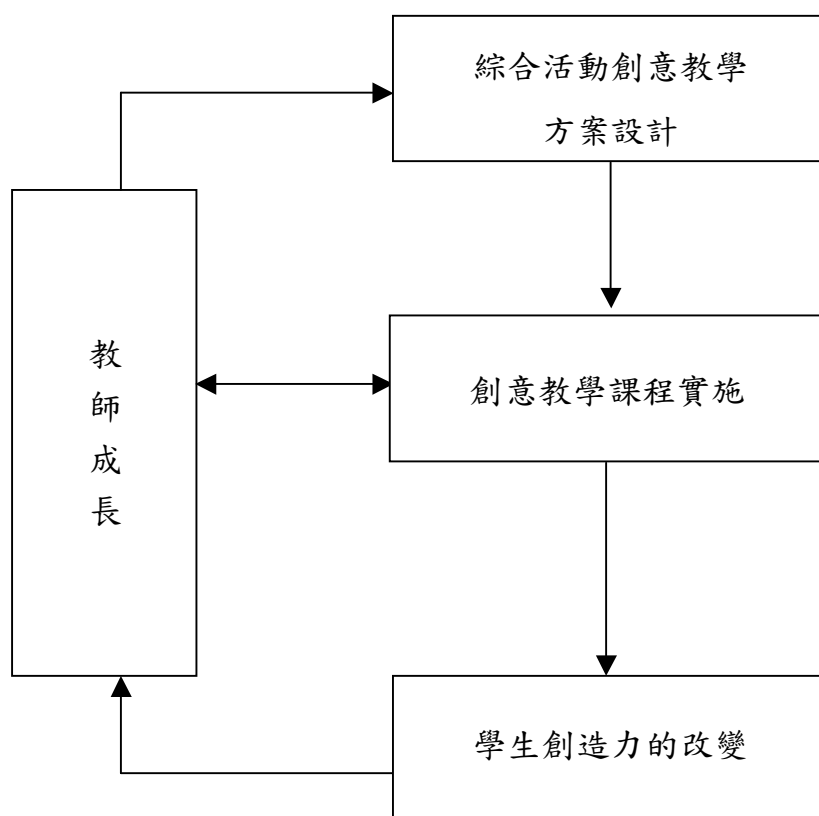 綜合活動創意教學
方案設計
教
師
成
長
創意教學課程實施
學生創造力的改變